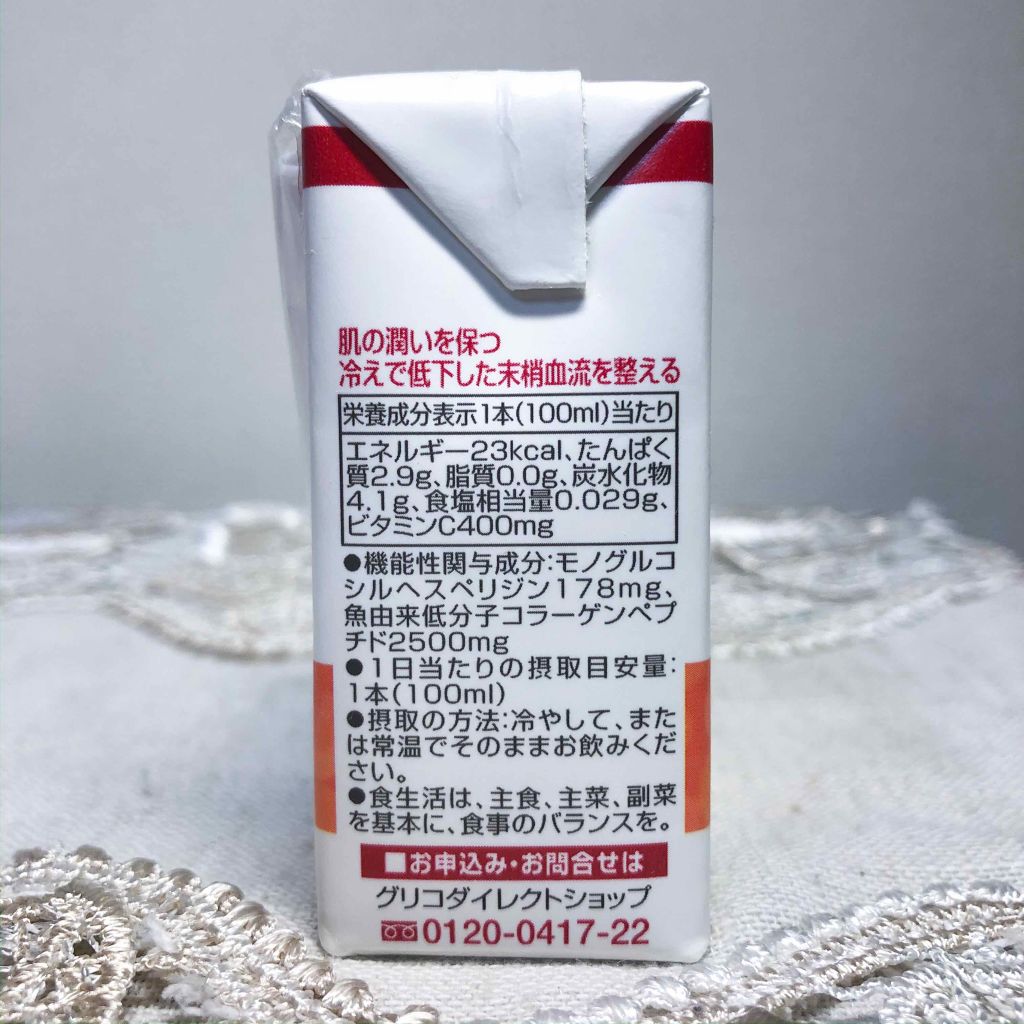 肌の潤いを保つ
冷えで低下した末梢血流を整える
栄養成分表示1本(100ml)当たり
エネルギー23kcal、たんぱく
質2.9g、脂質0.0g、炭水化物
4.1g、食塩相当量0.029g、
ビタミンC400mg
●機能性関与成分:モノグルコ
シルヘスペリジン178mg、
魚由来低分子コラーゲンペプ
チド2500mg
●1日当たりの摂取目安量:
1本(100ml)
●摂取の方法:冷やして、また
は常温でそのままお飲みくだ
さい。
●食生活は、主食、主菜、副菜
を基本に、食事のバランスを。
■お申込み・お問合せは
グリコダイレクトショップ
0120-0417-22